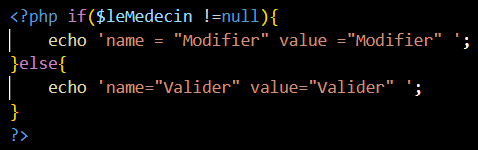 <?php if($leMedecin !=null){
    echo 'name = "Modifier" value ="Modifier" ';
}else{
    echo 'name="Valider" value="Valider" ';
}
?>